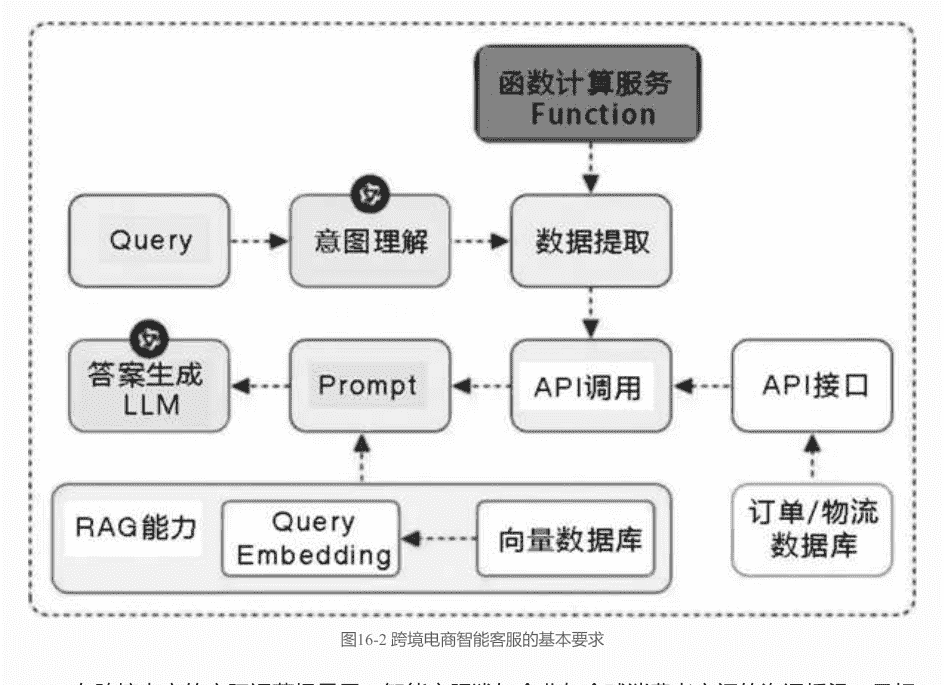 函数计算服务
Function
Query
意图理解
数据提取
答案生成
LLM
Prompt
API调用
API接口
RAG能力
Query
Embedding
向量数据库
订单/物流
数据库
图16-2 跨境电商智能客服的基本要求